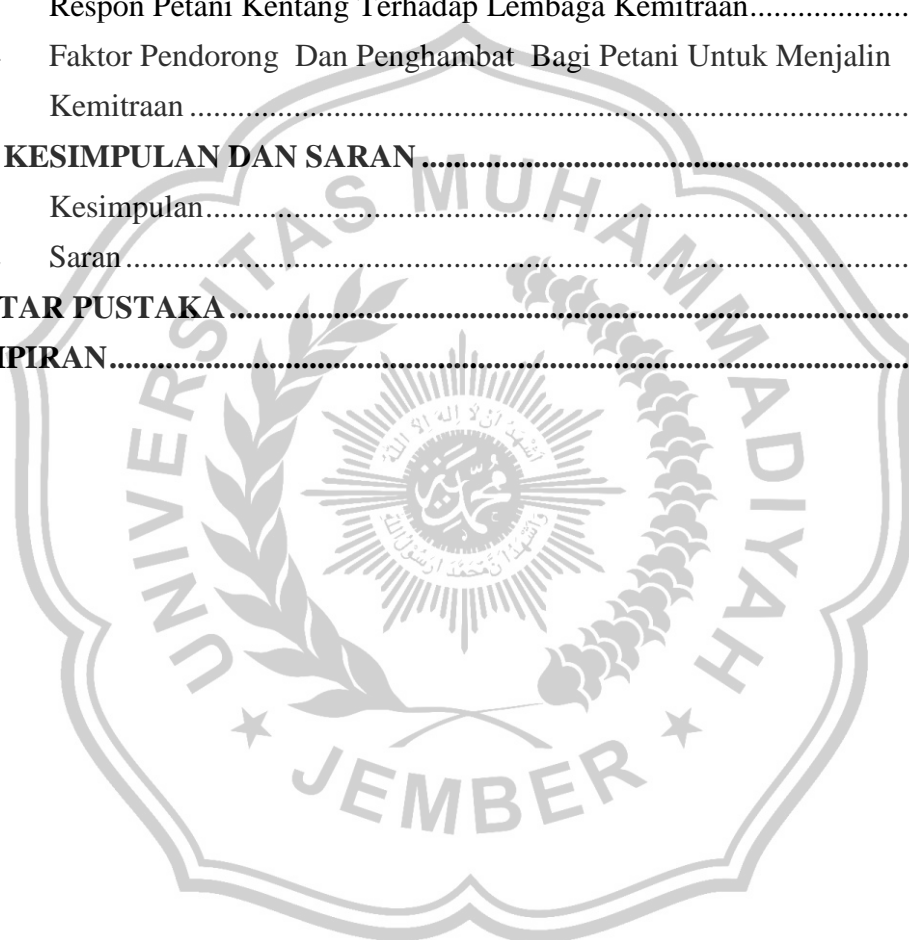 Respon Petani Kentang Terhadap Lembaga Kemitraan....................
Faktor Pendorong Dan Penghambat Bagi Petani Untuk Menjalin
Kemitraan ....................
KESIMPULAN DAN SARAN ....................
Kesimpulan....................
Saran ....................
TAR PUSTAKA ....................
IPIRAN....................
UNIVERSITAS MUHAMMADIYAH
JEMBER